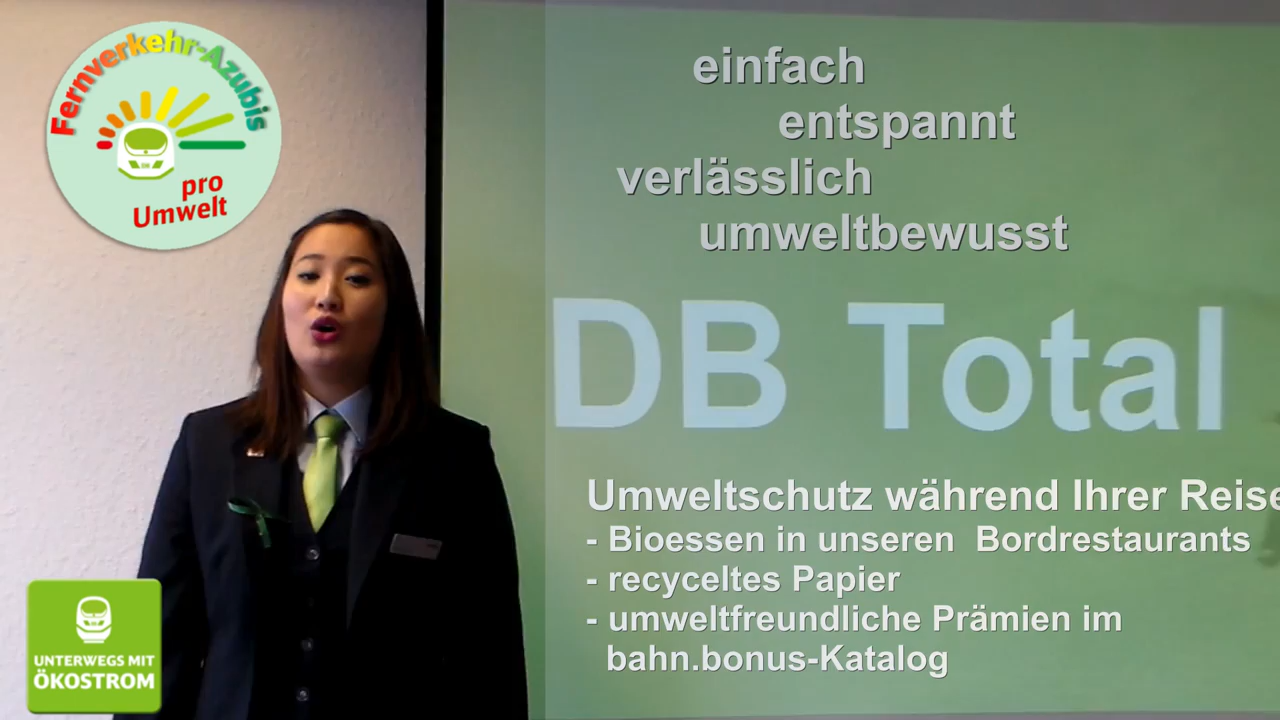 Fernverkehr-Azubis
pro
Umwelt
einfach
entspannt
verlässlich
umweltbewusst
DB Total
Umweltschutz während Ihrer Reise
- Bioessen in unseren Bordrestaurants
- recyceltes Papier
- umweltfreundliche Prämien im
bahn.bonus-Katalog
UNTERWEGS MIT
ÖKOSTROM